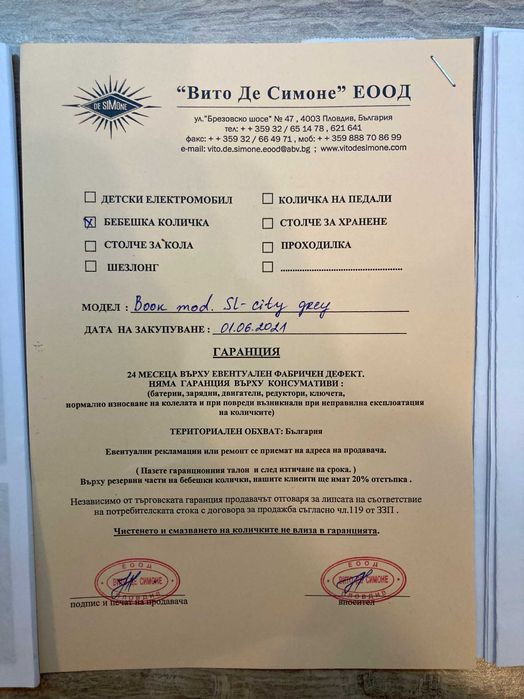 DE SIMONE
“Вито Де Симоне” ЕООД
ул."Брезовско шосе" № 47 , 4003 Пловдив, България
тел: + + 359 32 / 65 14 78 , 621 641
факс: + + 359 32 / 66 49 71 , моб: + + 359 888 70 86 99
e-mail: vito.de.simone.eood@abv.bg ; www.vitodesimone.com
ДЕТСКИ ЕЛЕКТРОМОБИЛ
КОЛИЧКА НА ПЕДАЛИ
X БЕБЕШКА КОЛИЧКА
СТОЛЧЕ ЗА ХРАНЕНЕ
СТОЛЧЕ ЗА КОЛА
ПРОХОДИЛКА
ШЕЗЛОНГ
МОДЕЛ : Book mod. SL-city grey
ДАТА НА ЗАКУПУВАНЕ : 01.06.2021
ГАРАНЦИЯ
24 МЕСЕЦА ВЪРХУ ЕВЕНТУАЛЕН ФАБРИЧЕН ДЕФЕКТ.
НЯМА ГАРАНЦИЯ ВЪРХУ КОНСУМАТИВИ :
(батерии, зарядни, двигатели, редуктори, ключета,
нормално износване на колелата и при повреди възникнали при неправилна експлоатация
на количките)
ТЕРИТОРИАЛЕН ОБХВАТ: България
Евентуални рекламации или ремонт се приемат на адреса на продавача.
( Пазете гаранционния талон и след изтичане на срока. )
Върху резервни части на бебешки колички, нашите клиенти ще имат 20% отстъпка .
Независимо от търговската гаранция продавачът отговаря за липсата на съответствие
на потребителската стока с договора за продажба съгласно чл.119 от ЗЗП .
Чистенето и смазването на количките не влиза в гаранцията.
ЕООД
ВИТО ДЕ СИМОНЕ
ПЛОВДИВ
подпис и печат на продавача
ЕООД
ВИТО ДЕ СИМОНЕ
ПЛОВДИВ
вносител